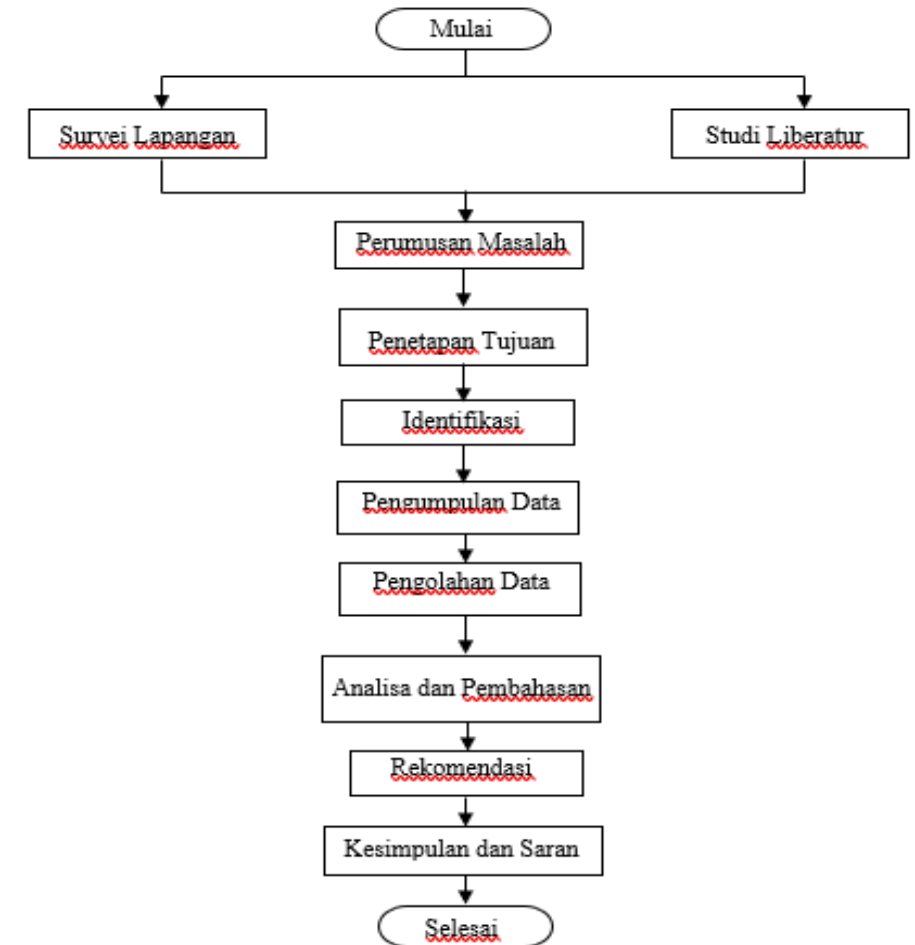 Mulai
Survei Lapangan
Studi Liberatur
Perumusan Masalah
Penetapan Tujuan
Identifikasi
Pengumpulan Data
Pengolahan Data
Analisa dan Pembahasan
Rekomendasi
Kesimpulan dan Saran
Selesai